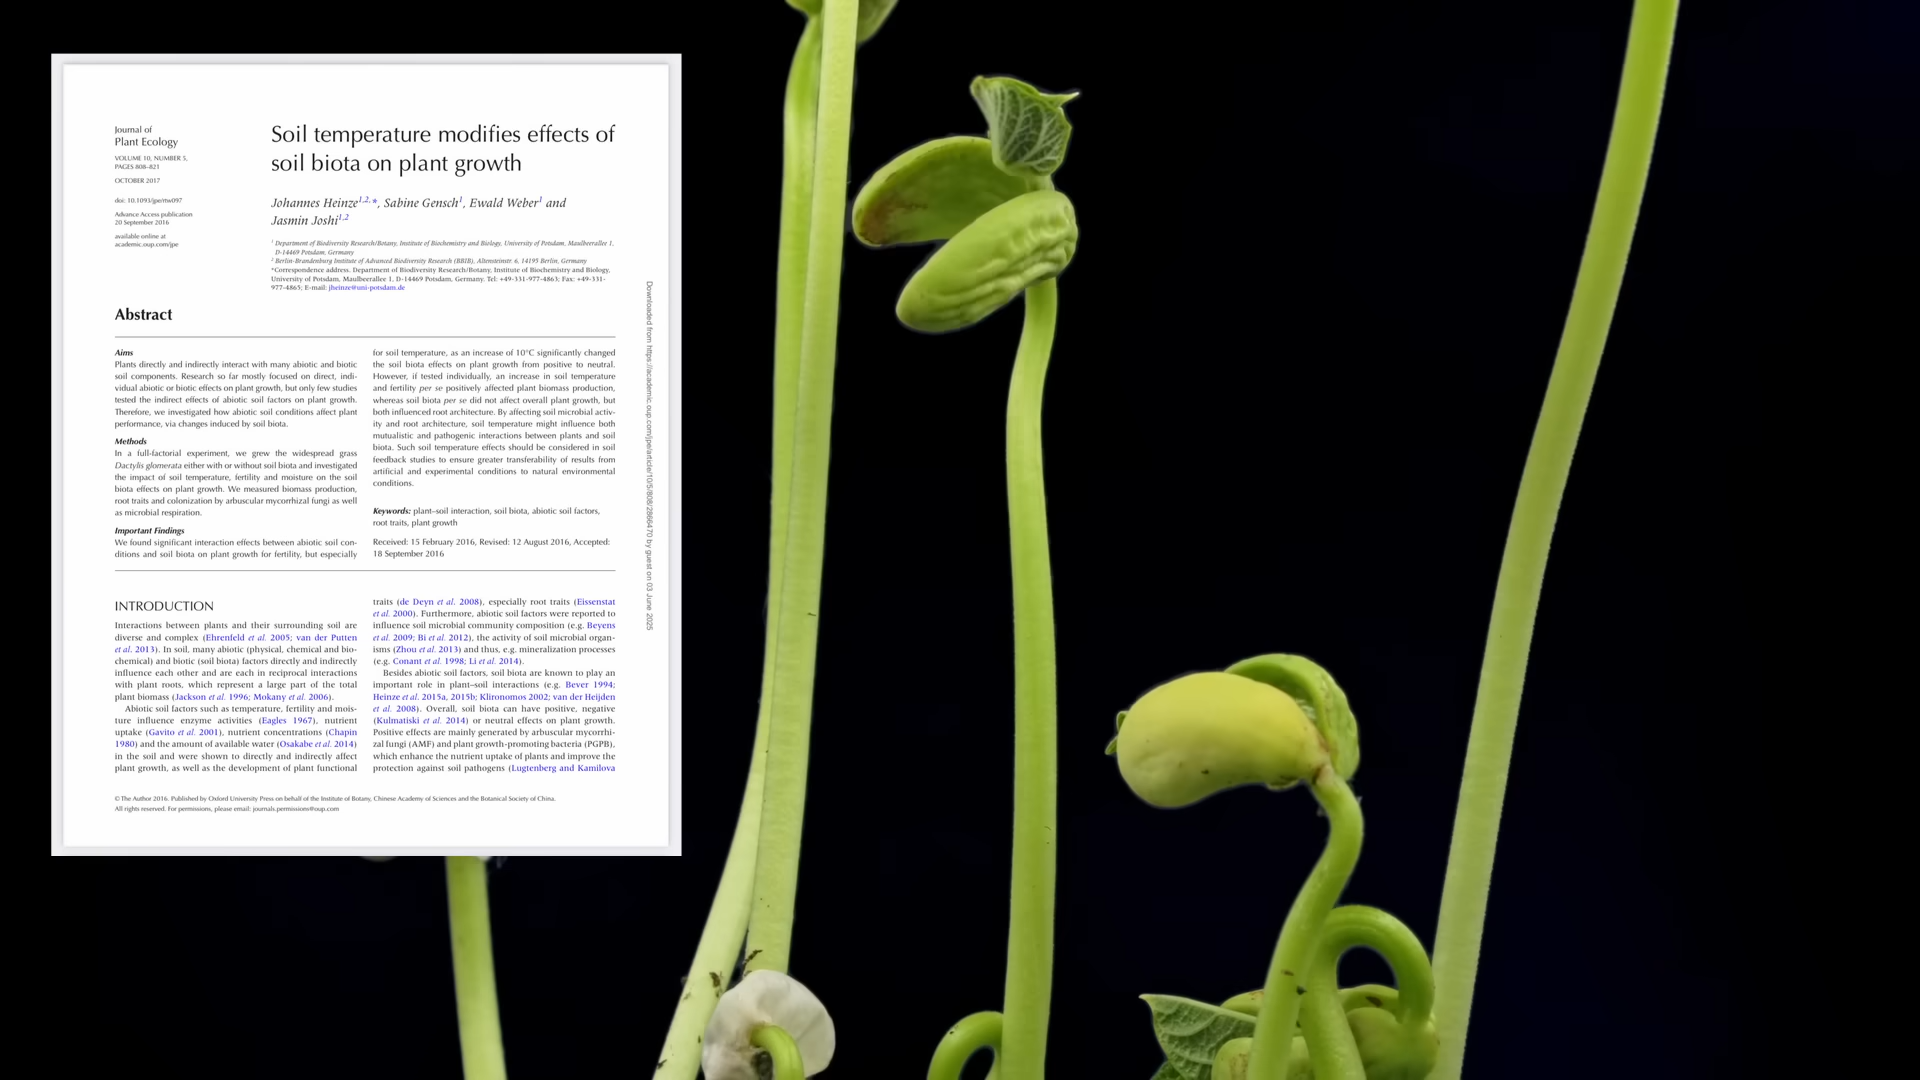 Journal of
Plant Ecology
VOLUME 10, NUMBER 5,
PAGES 808–821
OCTOBER 2017
doi: 10.1093/jpe/rtw097
Advance Access publication
20 September 2016
available online at
academic.oup.com/jpe
Soil temperature modifies effects of
soil biota on plant growth
Johannes Heinze1,2,*, Sabine Gensch1, Ewald Weber1 and
Jasmin Joshi1,2
1 Department of Biodiversity Research/Botany, Institute of Biochemistry and Biology, University of Potsdam, Maulbeerallee 1,
D-14469 Potsdam, Germany
2 Berlin-Brandenburg Institute of Advanced Biodiversity Research (BBIB), Altensteinstr. 6, 14195 Berlin, Germany
*Correspondence address. Department of Biodiversity Research/Botany, Institute of Biochemistry and Biology,
University of Potsdam, Maulbeerallee 1, D-14469 Potsdam, Germany. Tel: +49-331-977-4863; Fax: +49-331-
977-4865; E-mail: jheinze@uni-potsdam.de
Abstract
Aims
Plants directly and indirectly interact with many abiotic and biotic
soil components. Research so far mostly focused on direct, indi-
vidual abiotic or biotic effects on plant growth, but only few studies
tested the indirect effects of abiotic soil factors on plant growth.
Therefore, we investigated how abiotic soil conditions affect plant
performance, via changes induced by soil biota.
Methods
In a full-factorial experiment, we grew the widespread grass
Dactylis glomerata either with or without soil biota and investigated
the impact of soil temperature, fertility and moisture on the soil
biota effects on plant growth. We measured biomass production,
root traits and colonization by arbuscular mycorrhizal fungi as well
as microbial respiration.
Important Findings
We found significant interaction effects between abiotic soil con-
ditions and soil biota on plant growth for fertility, but especially
for soil temperature, as an increase of 10°C significantly changed
the soil biota effects on plant growth from positive to neutral.
However, if tested individually, an increase in soil temperature
and fertility per se positively affected plant biomass production,
whereas soil biota per se did not affect overall plant growth, but
both influenced root architecture. By affecting soil microbial activ-
ity and root architecture, soil temperature might influence both
mutualistic and pathogenic interactions between plants and soil
biota. Such soil temperature effects should be considered in soil
feedback studies to ensure greater transferability of results from
artificial and experimental conditions to natural environmental
conditions.
Keywords: plant–soil interaction, soil biota, abiotic soil factors,
root traits, plant growth
Received: 15 February 2016, Revised: 12 August 2016, Accepted:
18 September 2016
INTRODUCTION
Interactions between plants and their surrounding soil are
diverse and complex (Ehrenfeld et al. 2005; van der Putten
et al. 2013). In soil, many abiotic (physical, chemical and bio-
chemical) and biotic (soil biota) factors directly and indirectly
influence each other and are each in reciprocal interactions
with plant roots, which represent a large part of the total
plant biomass (Jackson et al. 1996; Mokany et al. 2006).
Abiotic soil factors such as temperature, fertility and mois-
ture influence enzyme activities (Eagles 1967), nutrient
uptake (Gavito et al. 2001), nutrient concentrations (Chapin
1980) and the amount of available water (Osakabe et al. 2014)
in the soil and were shown to directly and indirectly affect
plant growth, as well as the development of plant functional
traits (de Deyn et al. 2008), especially root traits (Eissenstat
et al. 2000). Furthermore, abiotic soil factors were reported to
influence soil microbial community composition (e.g. Beyens
et al. 2009; Bi et al. 2012), the activity of soil microbial organ-
isms (Zhou et al. 2013) and thus, e.g. mineralization processes
(e.g. Conant et al. 1998; Li et al. 2014).
Besides abiotic soil factors, soil biota are known to play an
important role in plant–soil interactions (e.g. Bever 1994;
Heinze et al. 2015a, 2015b; Klironomos 2002; van der Heijden
et al. 2008). Overall, soil biota can have positive, negative
(Kulmatiski et al. 2014) or neutral effects on plant growth.
Positive effects are mainly generated by arbuscular mycorrhi-
zal fungi (AMF) and plant growth-promoting bacteria (PGPB),
which enhance the nutrient uptake of plants and improve the
protection against soil pathogens (Lugtenberg and Kamilova
© The Author 2016. Published by Oxford University Press on behalf of the Institute of Botany, Chinese Academy of Sciences and the Botanical Society of China.
All rights reserved. For permissions, please email: journals.permissions@oup.com
Downloaded from https://academic.oup.com/jpe/article/10/5/808/2866470 by guest on 03 June 2025